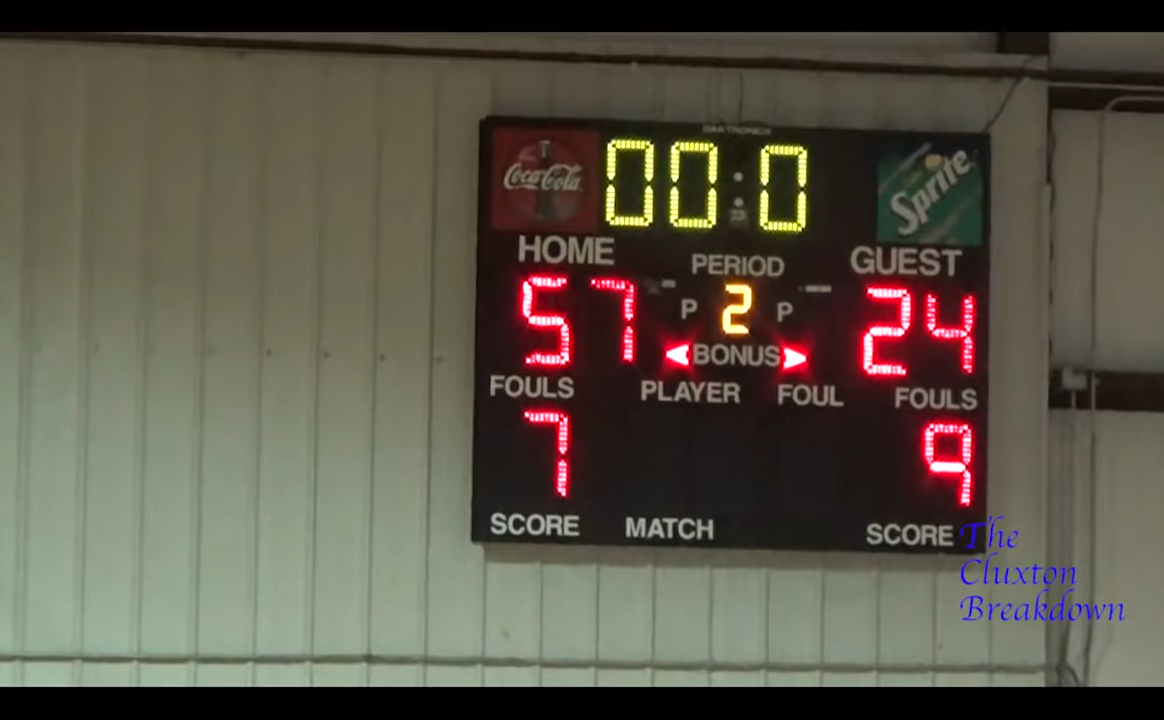 DAKTRONICS
Coca-Cola
00:0
Sprite
HOME
PERIOD
GUEST
57
P 2 P
24
BONUS
FOULS
PLAYER FOUL
FOULS
7
9
SCORE
MATCH
SCORE
The
Cluxton
Breakdown